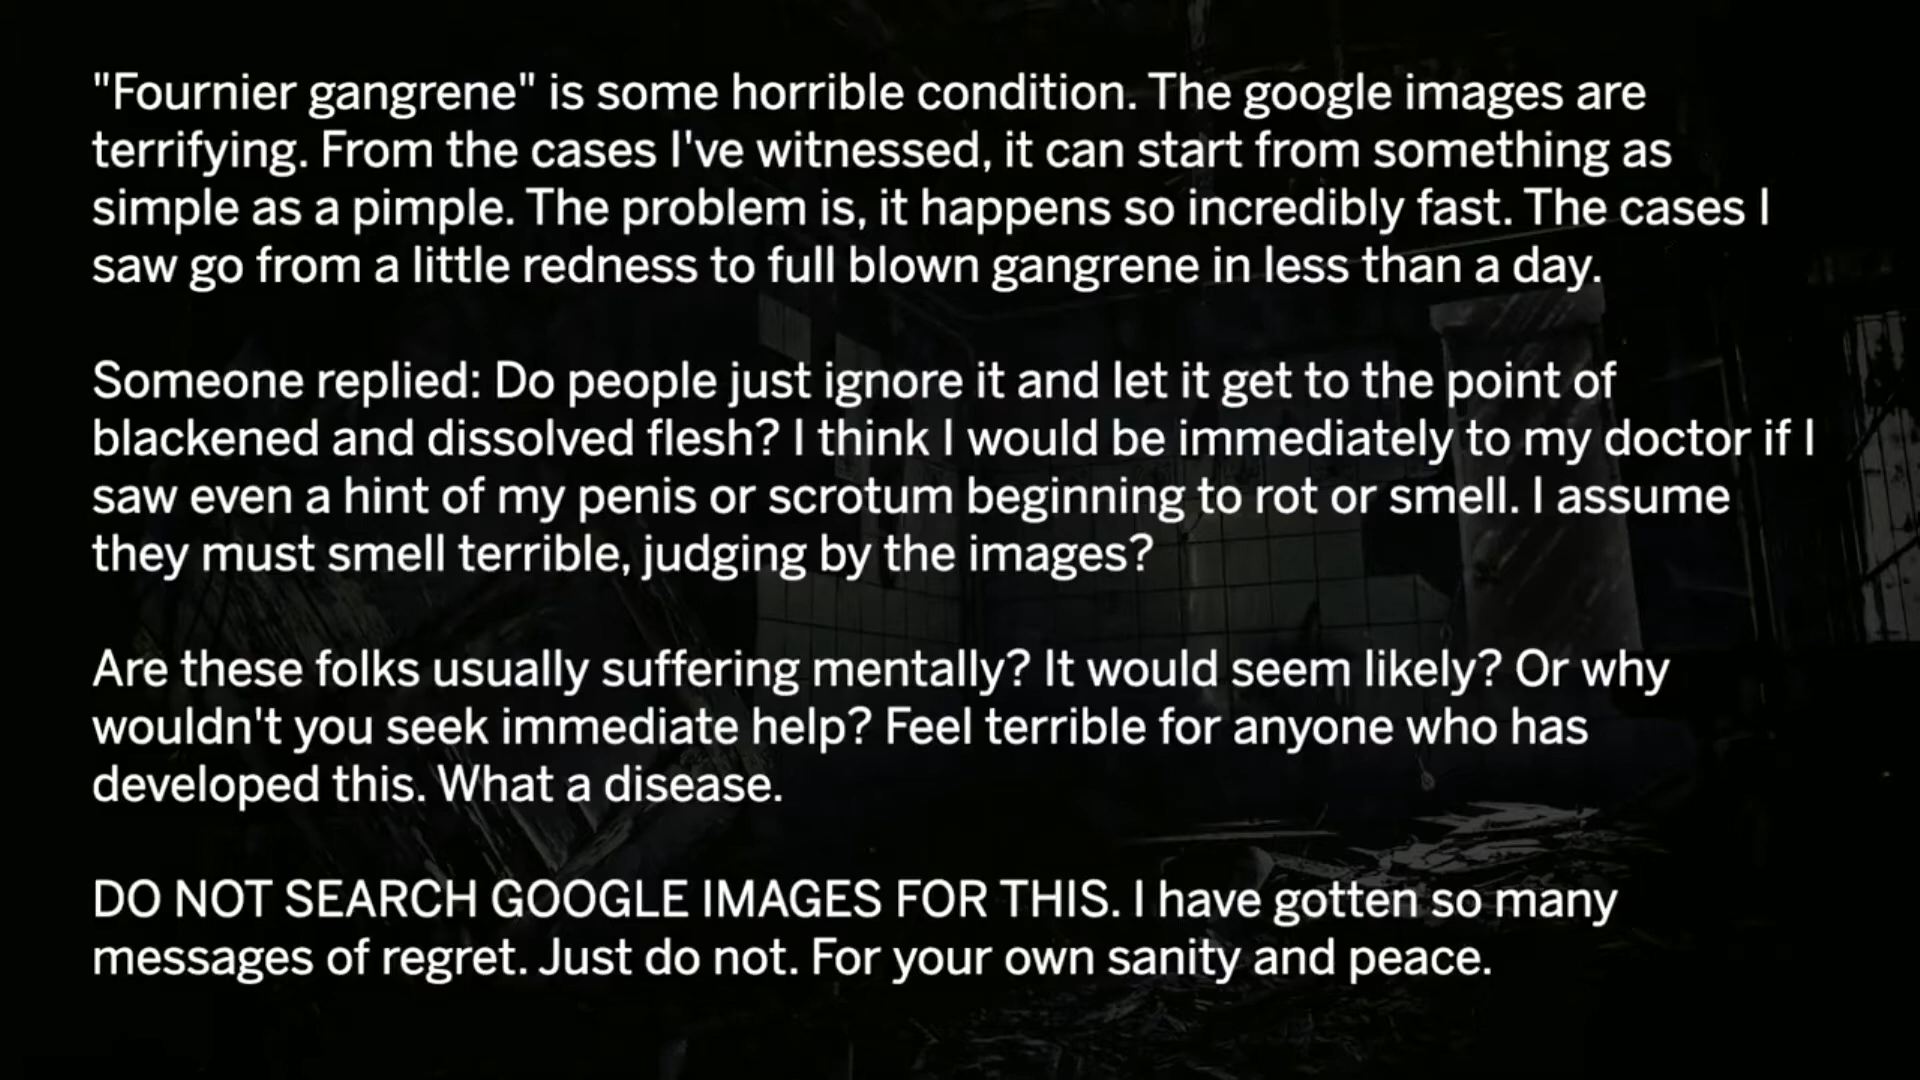 "Fournier gangrene" is some horrible condition. The google images are
terrifying. From the cases I've witnessed, it can start from something as
simple as a pimple. The problem is, it happens so incredibly fast. The cases I
saw go from a little redness to full blown gangrene in less than a day.
Someone replied: Do people just ignore it and let it get to the point of
blackened and dissolved flesh? I think I would be immediately to my doctor if I
saw even a hint of my penis or scrotum beginning to rot or smell. I assume
they must smell terrible, judging by the images?
Are these folks usually suffering mentally? It would seem likely? Or why
wouldn't you seek immediate help? Feel terrible for anyone who has
developed this. What a disease.
DO NOT SEARCH GOOGLE IMAGES FOR THIS. I have gotten so many
messages of regret. Just do not. For your own sanity and peace.